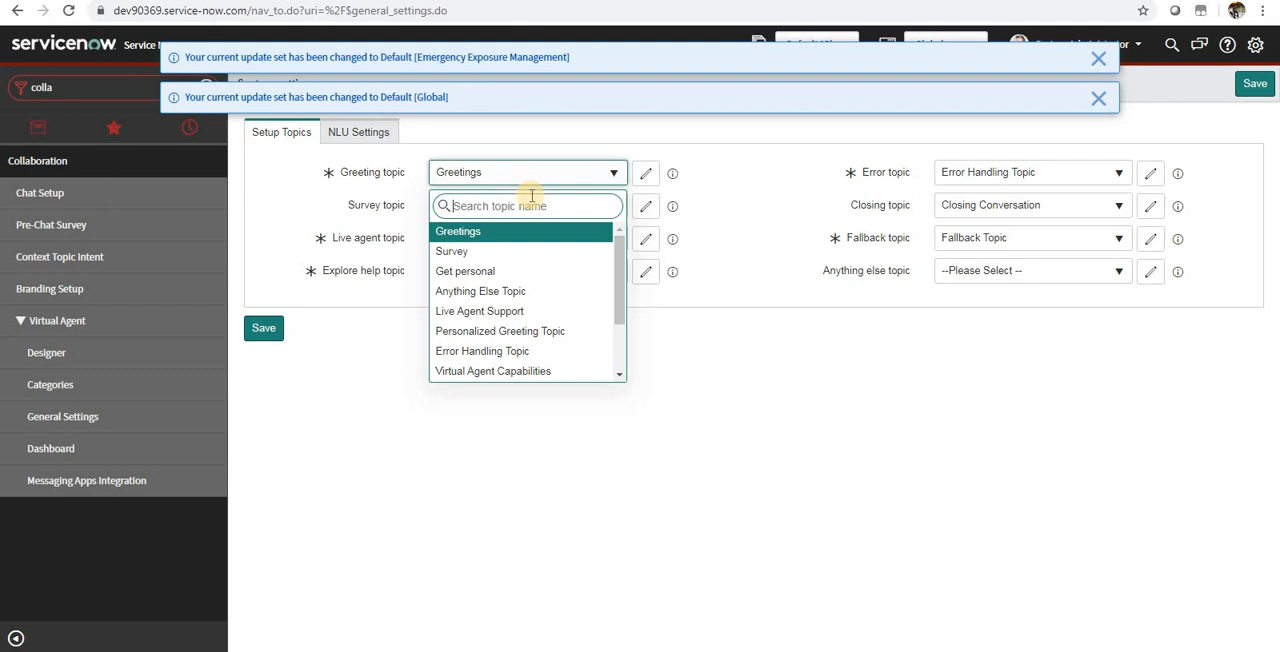 dev90369.service-now.com/nav_to.do?uri=%2F$general_settings.do
servicenow Service
Your current update set has been changed to Default [Emergency Exposure Management]
colla
Your current update set has been changed to Default [Global]
Save
Setup Topics NLU Settings
Collaboration
Chat Setup
Pre-Chat Survey
Context Topic Intent
Branding Setup
Virtual Agent
Designer
Categories
General Settings
Dashboard
Messaging Apps Integration
Greeting topic Greetings
Survey topic
Live agent topic
Explore help topic
Search topic name
Greetings
Survey
Get personal
Anything Else Topic
Live Agent Support
Personalized Greeting Topic
Error Handling Topic
Virtual Agent Capabilities
Error topic Error Handling Topic
Closing topic Closing Conversation
Fallback topic Fallback Topic
Anything else topic --Please Select --
Save